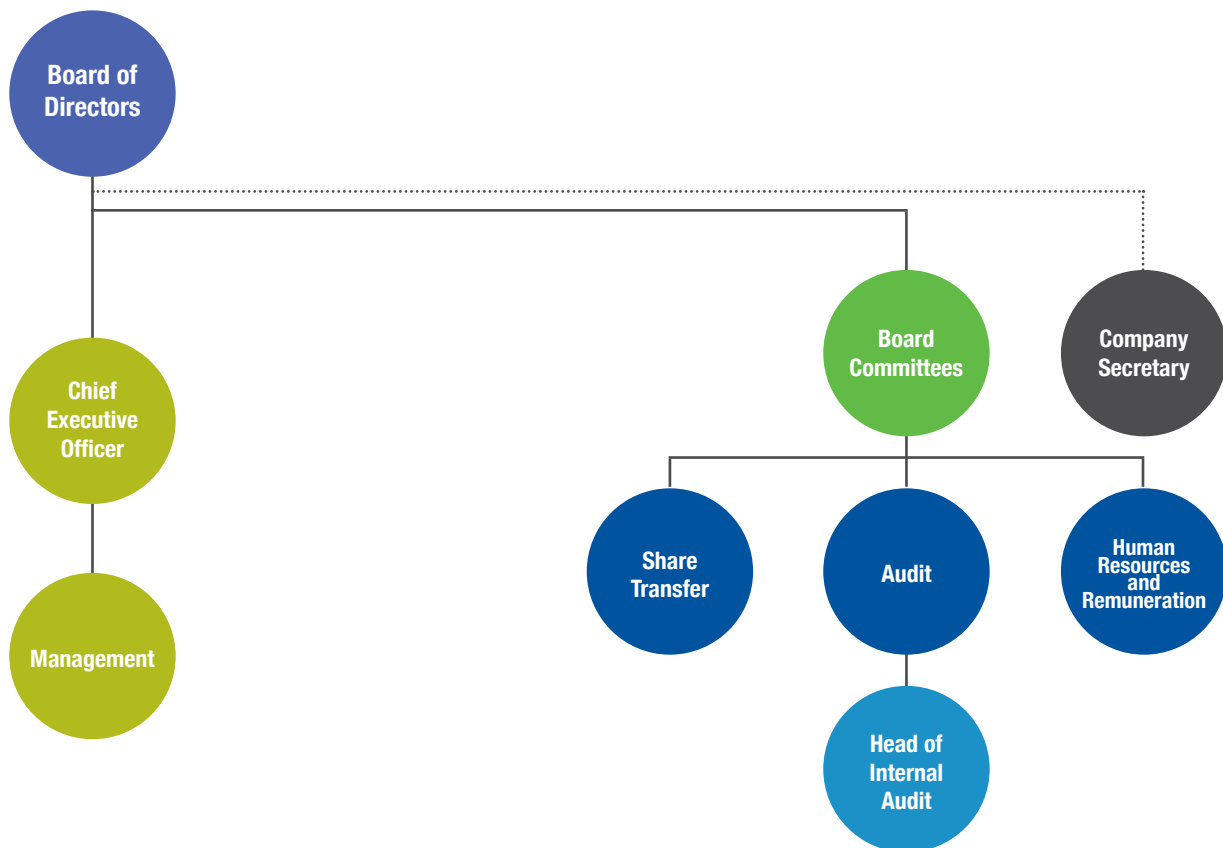 Board of
Directors
Board
Committees
Company
Secretary
Chief
Executive
Officer
Share
Transfer
Audit
Human
Resources
and
Remuneration
Management
Head of
Internal
Audit